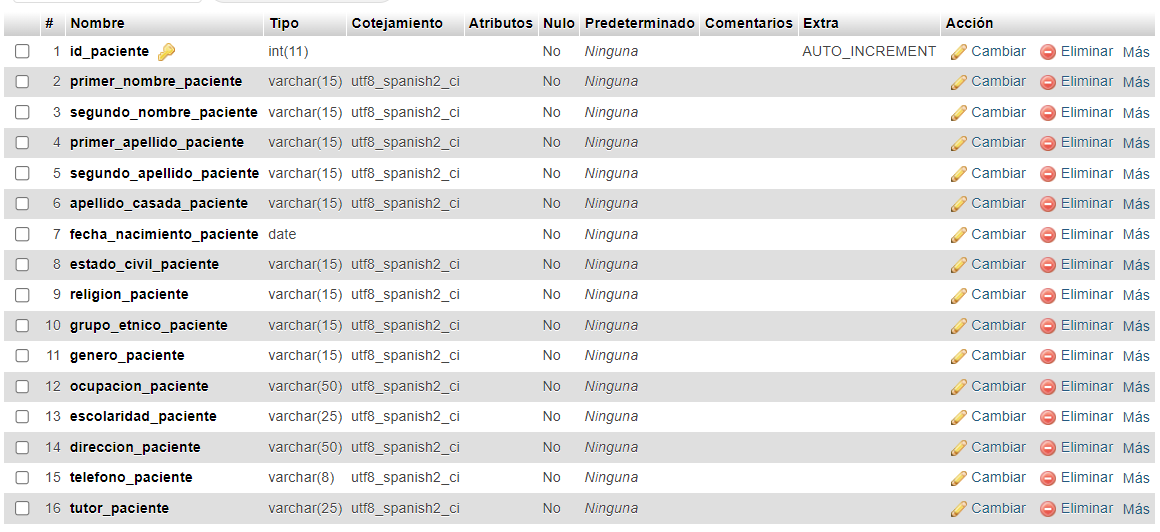 # Nombre Tipo Cotejamiento Atributos Nulo Predeterminado Comentarios Extra Acción
1 id_paciente int(11) No Ninguna AUTO_INCREMENT Cambiar Eliminar Más
2 primer_nombre_paciente varchar(15) utf8_spanish2_ci No Ninguna Cambiar Eliminar Más
3 segundo_nombre_paciente varchar(15) utf8_spanish2_ci No Ninguna Cambiar Eliminar Más
4 primer_apellido_paciente varchar(15) utf8_spanish2_ci No Ninguna Cambiar Eliminar Más
5 segundo_apellido_paciente varchar(15) utf8_spanish2_ci No Ninguna Cambiar Eliminar Más
6 apellido_casada_paciente varchar(15) utf8_spanish2_ci No Ninguna Cambiar Eliminar Más
7 fecha_nacimiento_paciente date No Ninguna Cambiar Eliminar Más
8 estado_civil_paciente varchar(15) utf8_spanish2_ci No Ninguna Cambiar Eliminar Más
9 religion_paciente varchar(15) utf8_spanish2_ci No Ninguna Cambiar Eliminar Más
10 grupo_etnico_paciente varchar(15) utf8_spanish2_ci No Ninguna Cambiar Eliminar Más
11 genero_paciente varchar(15) utf8_spanish2_ci No Ninguna Cambiar Eliminar Más
12 ocupacion_paciente varchar(50) utf8_spanish2_ci No Ninguna Cambiar Eliminar Más
13 escolaridad_paciente varchar(25) utf8_spanish2_ci No Ninguna Cambiar Eliminar Más
14 direccion_paciente varchar(50) utf8_spanish2_ci No Ninguna Cambiar Eliminar Más
15 telefono_paciente varchar(8) utf8_spanish2_ci No Ninguna Cambiar Eliminar Más
16 tutor_paciente varchar(25) utf8_spanish2_ci No Ninguna Cambiar Eliminar Más